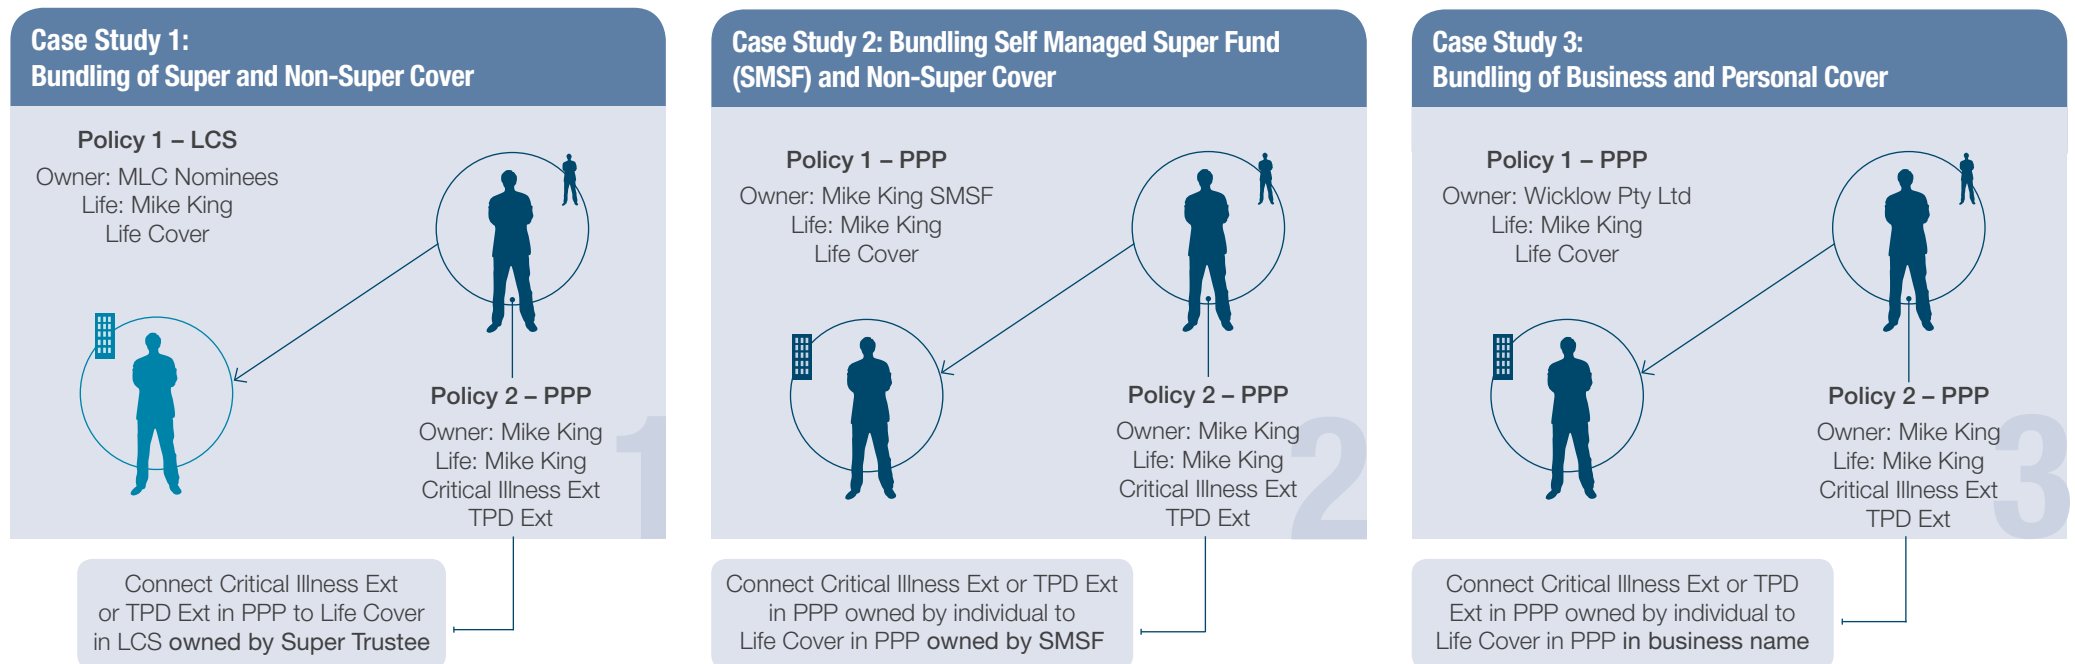 Case Study 1:
Bundling of Super and Non-Super Cover
Policy 1 – LCS
Owner: MLC Nominees
Life: Mike King
Life Cover
Policy 2 – PPP
Owner: Mike King
Life: Mike King
Critical Illness Ext
TPD Ext
1
Connect Critical Illness Ext
or TPD Ext in PPP to Life Cover
in LCS owned by Super Trustee
Case Study 2: Bundling Self Managed Super Fund
(SMSF) and Non-Super Cover
Policy 1 – PPP
Owner: Mike King SMSF
Life: Mike King
Life Cover
Policy 2 – PPP
Owner: Mike King
Life: Mike King
Critical Illness Ext
TPD Ext
2
Connect Critical Illness Ext or TPD Ext
in PPP owned by individual to
Life Cover in PPP owned by SMSF
Case Study 3:
Bundling of Business and Personal Cover
Policy 1 – PPP
Owner: Wicklow Pty Ltd
Life: Mike King
Life Cover
Policy 2 – PPP
Owner: Mike King
Life: Mike King
Critical Illness Ext
TPD Ext
3
Connect Critical Illness Ext or TPD
Ext in PPP owned by individual to
Life Cover in PPP in business name